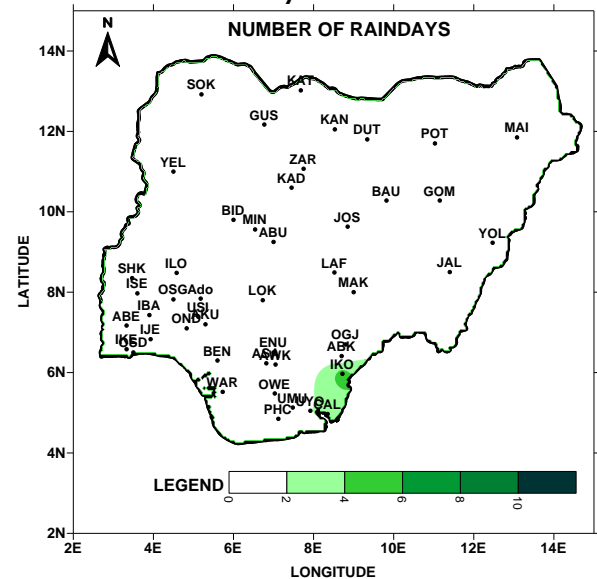 NUMBER OF RAINDAYS
N
14N
12N
10N
8N
6N
4N
2N
LATITUDE
SOK
KAT
GUS
KAN
DUT
POT
MAI
YEL
ZAR
KAD
BAU
GOM
BID
MIN
ABU
JOS
YOL
SHK
ILO
LAF
JAL
ISE
MAK
OSG
Ado
LOK
IBA
USI
AKU
ABE
OND
IJE
IKE
OSD
BEN
ENU
AWK
OGJ
ABK
IKO
WAR
OWE
UMU
UYO
CAL
PHC
LEGEND
0 2 4 6 8 10
2E 4E 6E 8E 10E 12E 14E
LONGITUDE